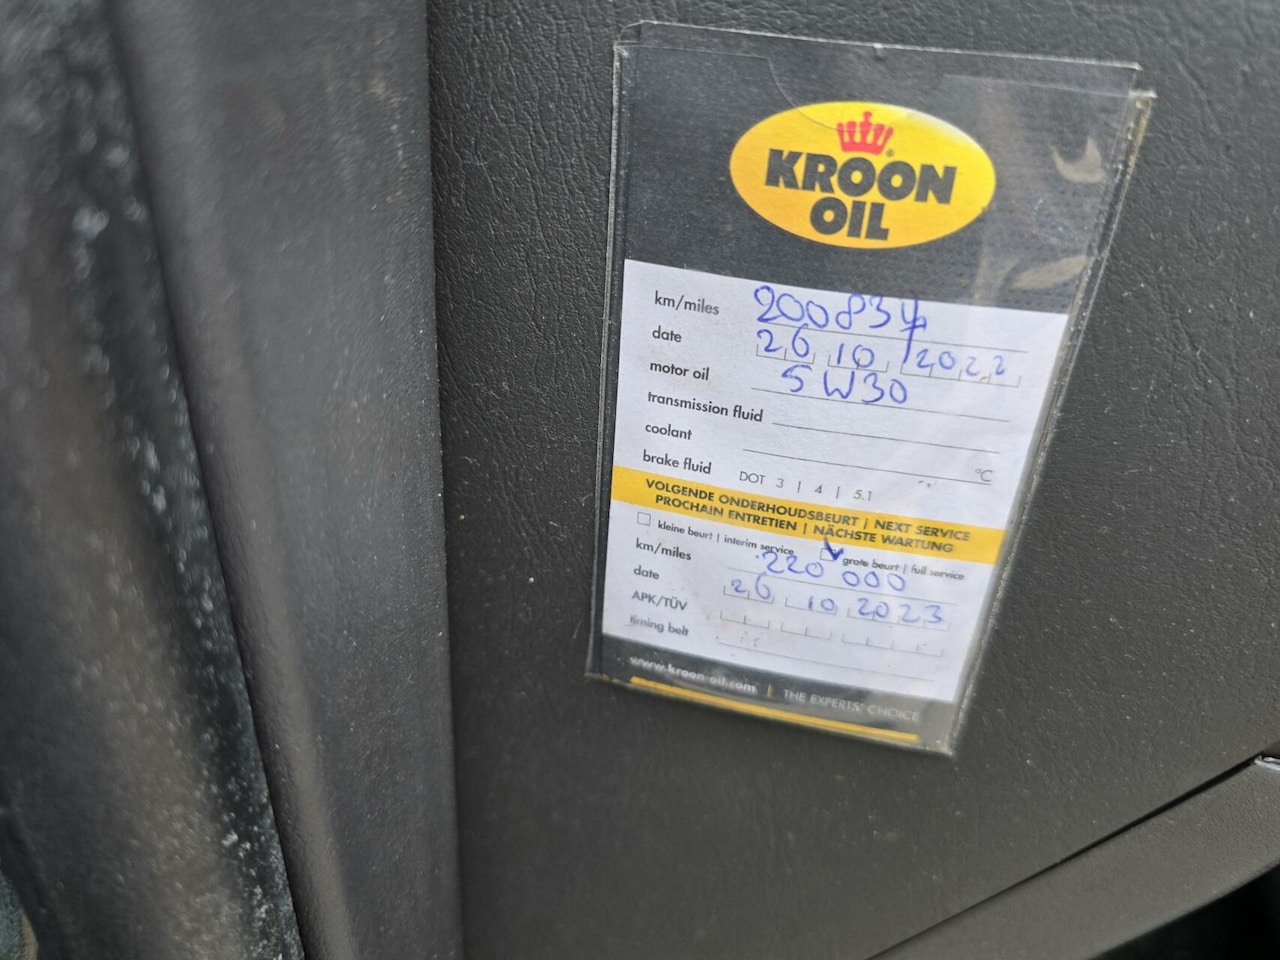 KROON
OIL
km/miles 200834
date 26 10 2022
motor oil 5W30
transmission fluid
coolant °C
brake fluid DOT 3 | 4 | 5.1
VOLGENDE ONDERHOUDSBEURT | NEXT SERVICE
PROCHAIN ENTRETIEN | NÄCHSTE WARTUNG
kleine beurt | interim service grote beurt | full service
km/miles 220 000
date 26 10 2023
APK/TÜV
timing belt
www.kroon-oil.com | THE EXPERTS' CHOICE